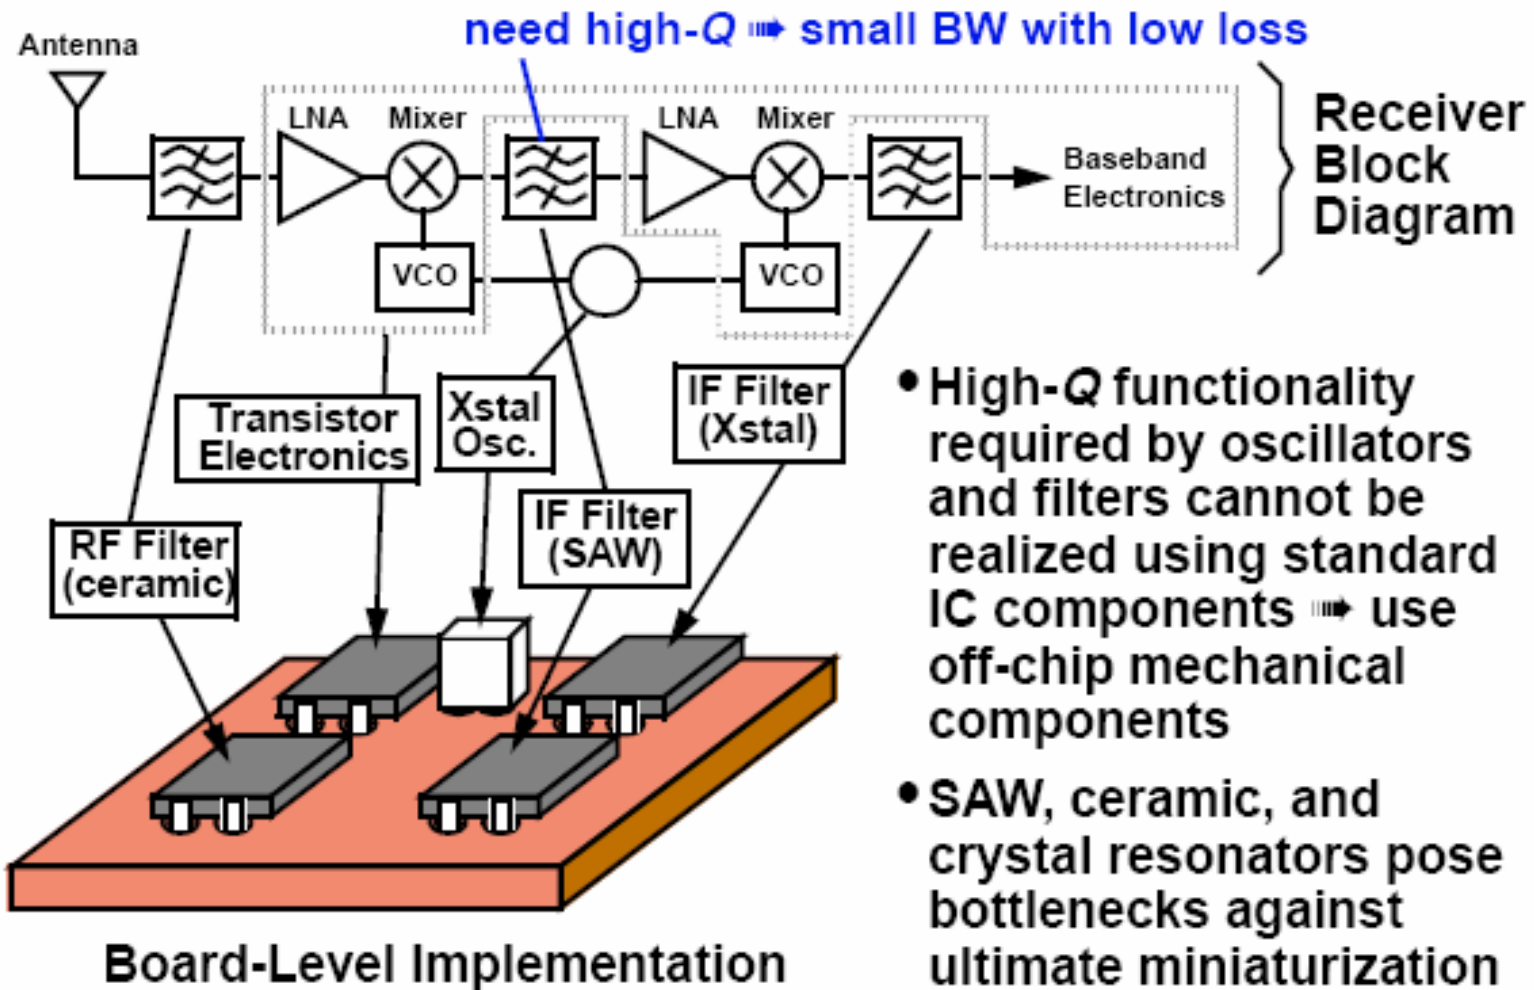 need high-Q ➠ small BW with low loss
Antenna
LNA
Mixer
LNA
Mixer
Baseband
Electronics
VCO
VCO
Receiver
Block
Diagram
Transistor
Electronics
Xstal
Osc.
IF Filter
(Xstal)
IF Filter
(SAW)
RF Filter
(ceramic)
• High-Q functionality
required by oscillators
and filters cannot be
realized using standard
IC components ➠ use
off-chip mechanical
components
• SAW, ceramic, and
crystal resonators pose
bottlenecks against
ultimate miniaturization
Board-Level Implementation